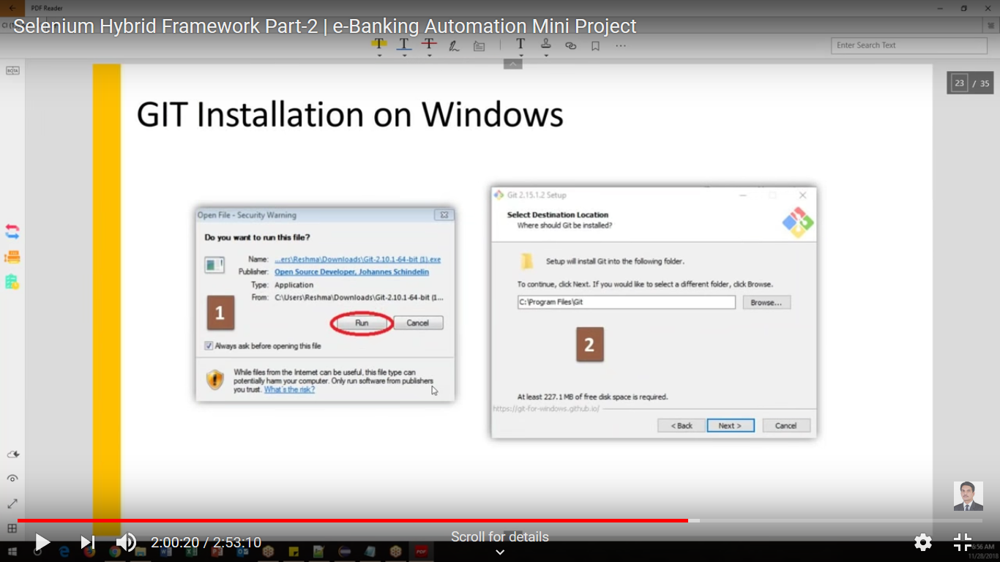 PDF Reader
Selenium Hybrid Framework Part-2 | e-Banking Automation Mini Project
Enter Search Text
23 / 35
GIT Installation on Windows
Open File - Security Warning
Do you want to run this file?
Name: ...ers\Reshma\Downloads\Git-2.10.1-64-bit (1).exe
Publisher: Open Source Developer, Johannes Schindelin
Type: Application
From: C:\Users\Reshma\Downloads\Git-2.10.1-64-bit (1...
1
Run Cancel
Always ask before opening this file
While files from the Internet can be useful, this file type can
potentially harm your computer. Only run software from publishers
you trust. What's the risk?
Git 2.15.1.2 Setup
Select Destination Location
Where should Git be installed?
Setup will install Git into the following folder.
To continue, click Next. If you would like to select a different folder, click Browse.
C:\Program Files\Git Browse...
2
At least 227.1 MB of free disk space is required.
https://git-for-windows.github.io/
< Back Next > Cancel
2:00:20 / 2:53:10
Scroll for details
:56 AM
11/28/2018